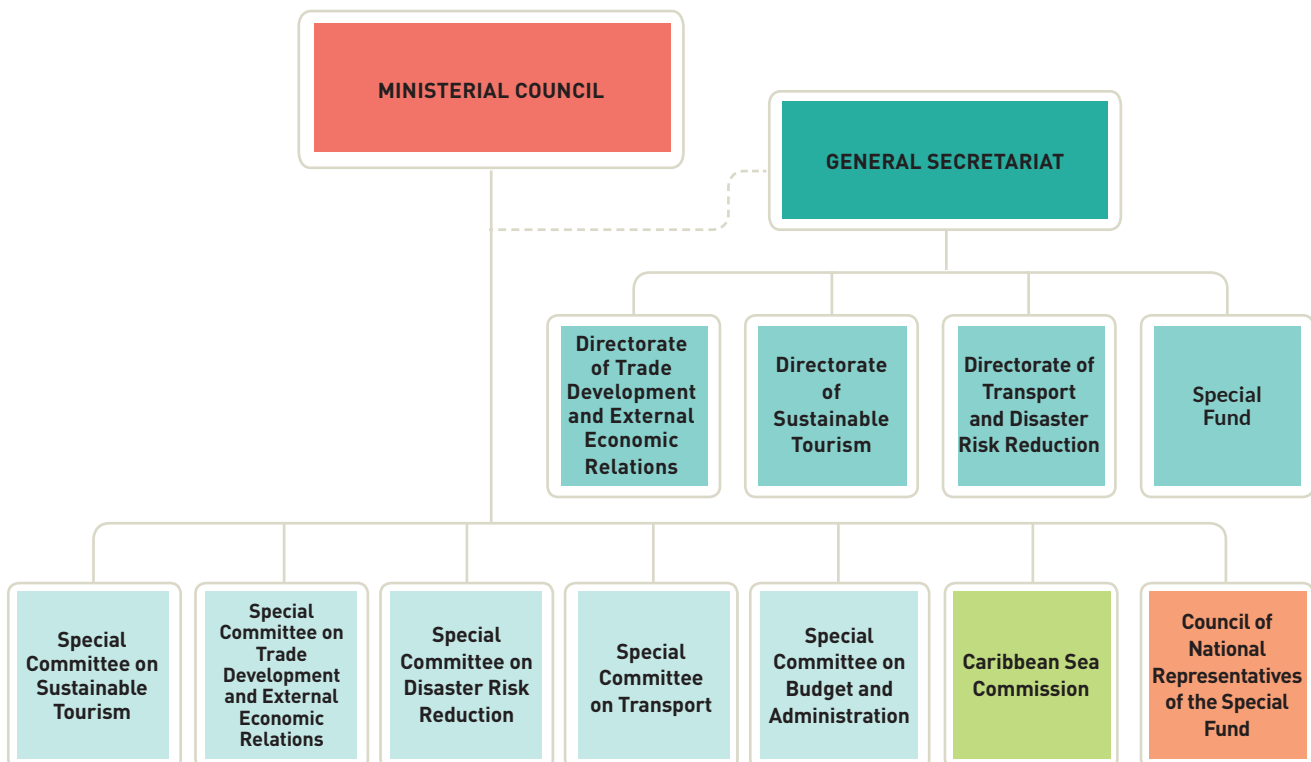 MINISTERIAL COUNCIL
GENERAL SECRETARIAT
Directorate
of Trade
Development
and External
Economic
Relations
Directorate
of
Sustainable
Tourism
Directorate of
Transport
and Disaster
Risk Reduction
Special
Fund
Special
Committee on
Sustainable
Tourism
Special
Committee on
Trade
Development
and External
Economic
Relations
Special
Committee on
Disaster Risk
Reduction
Special
Committee
on Transport
Special
Committee on
Budget and
Administration
Caribbean Sea
Commission
Council of
National
Representatives
of the Special
Fund